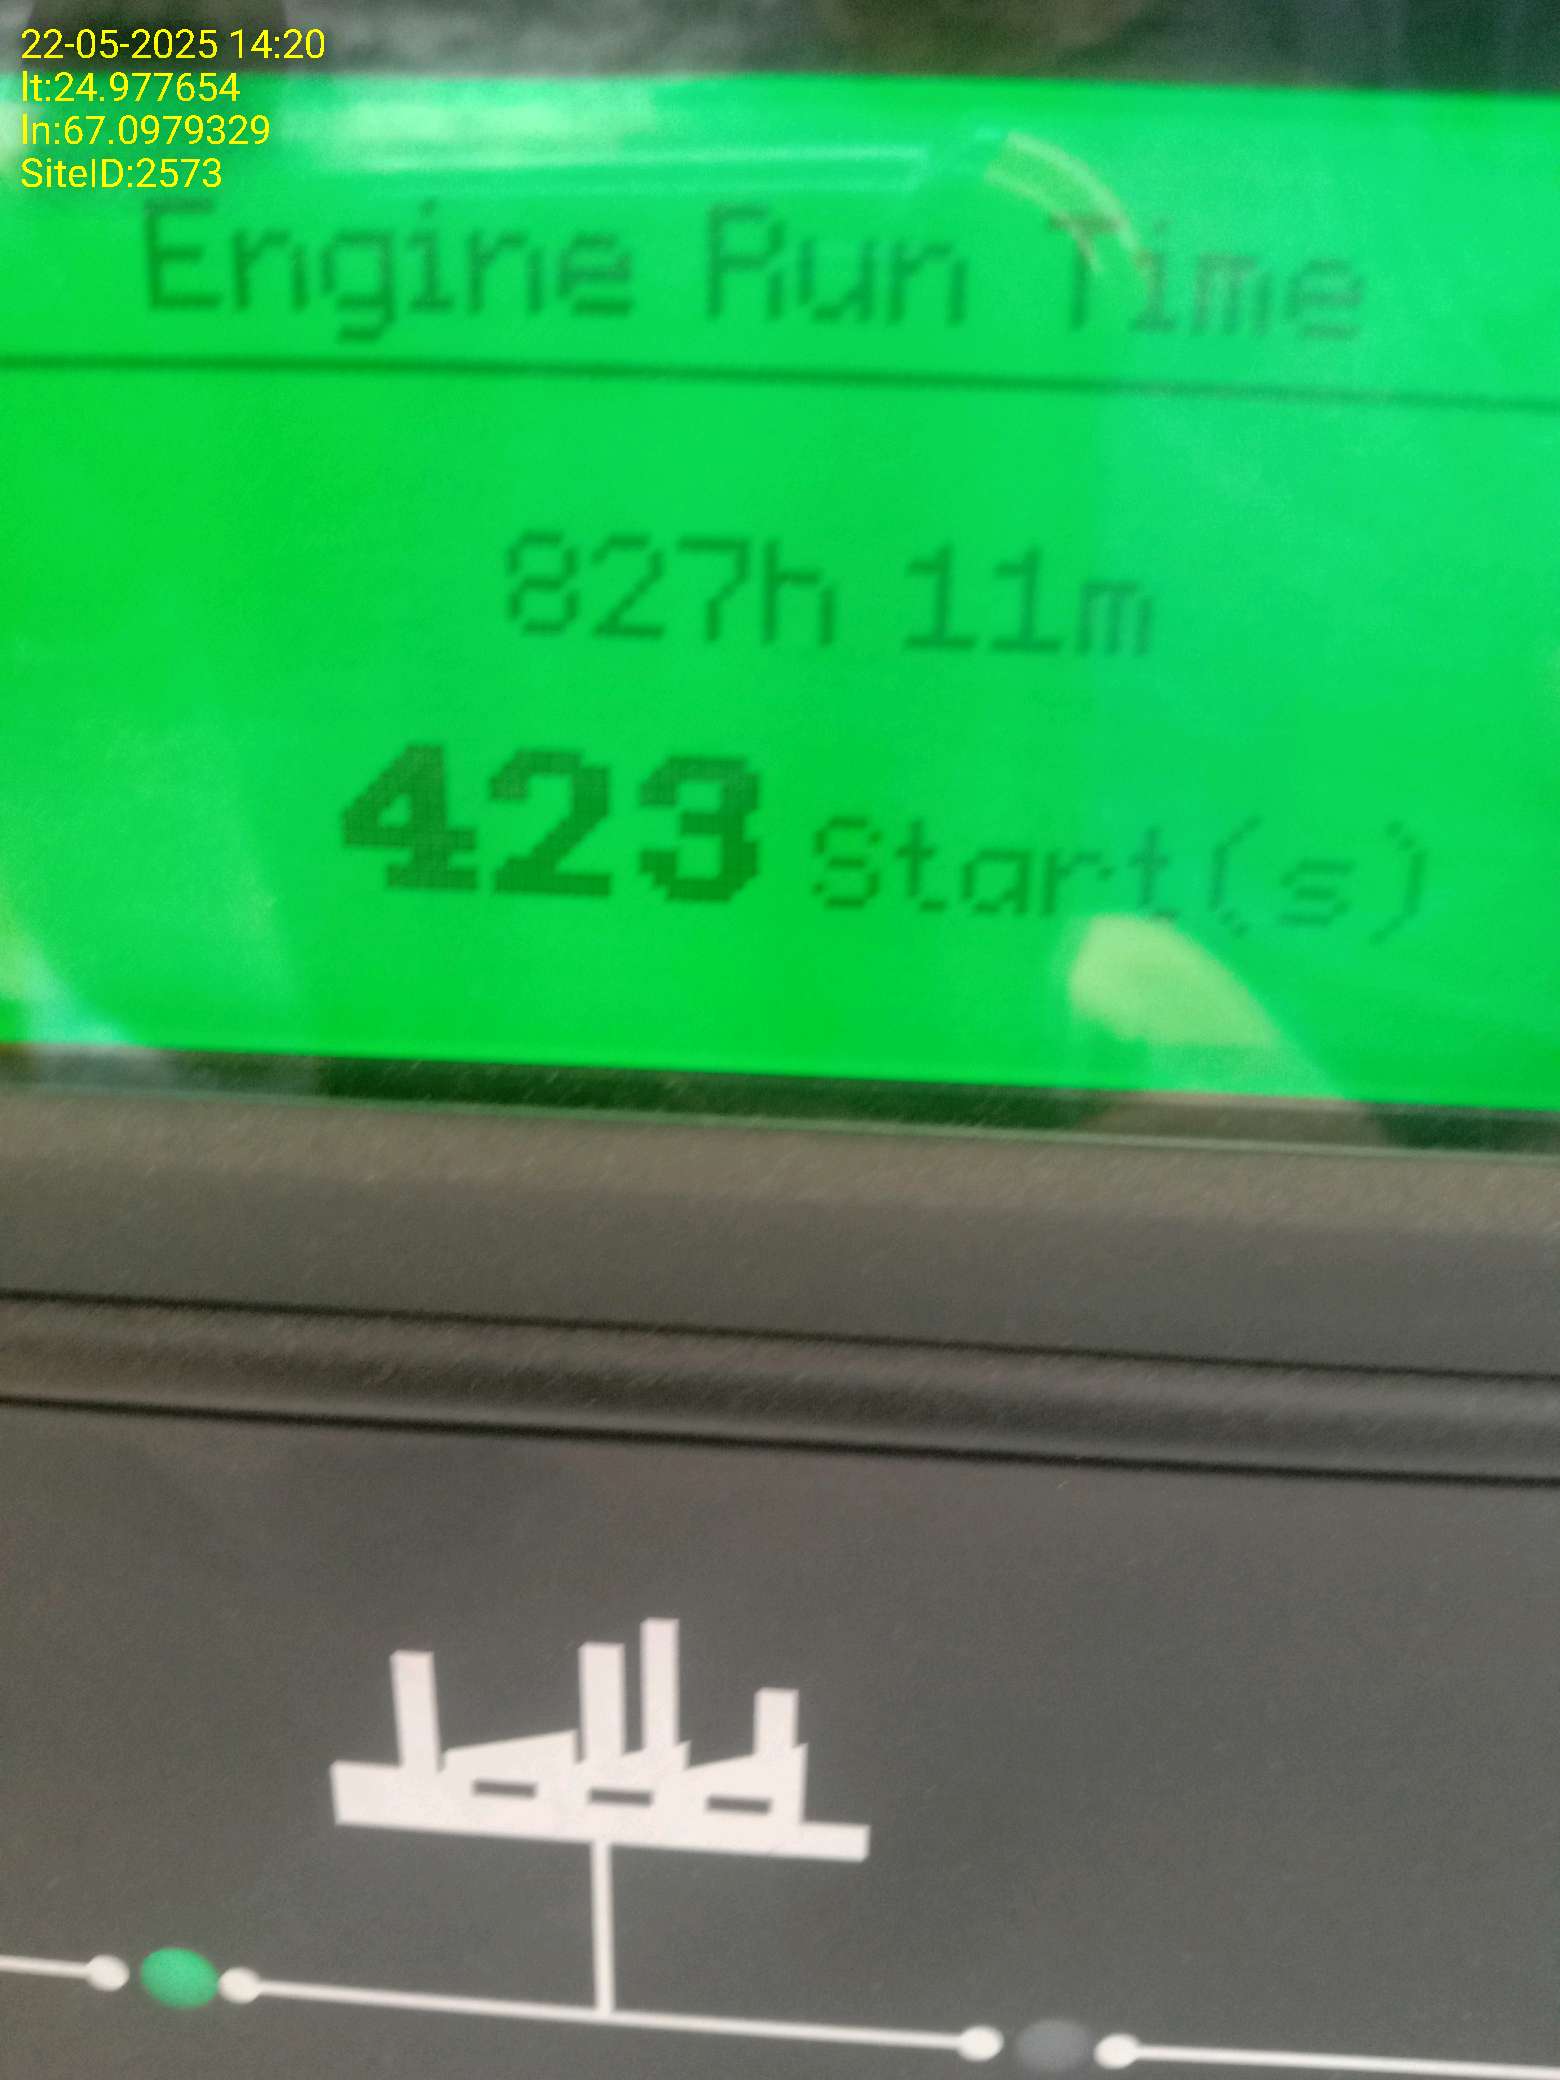 22-05-2025 14:20
lt:24.977654
ln:67.0979329
SiteID:2573
Engine Run Time
827h 11m
423 Start(s)